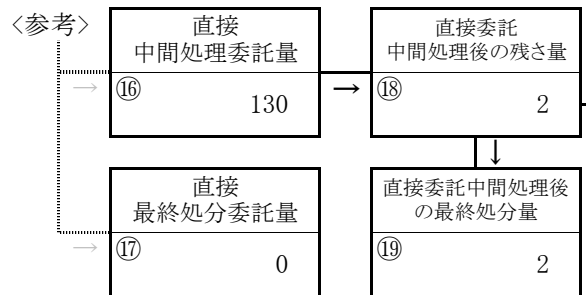 〈参考〉
直接
中間処理委託量
→
⑯
130
→
直接委託
中間処理後の残さ量
⑱
2
↓
直接
最終処分委託量
→
⑰
0
直接委託中間処理後
の最終処分量
⑲
2